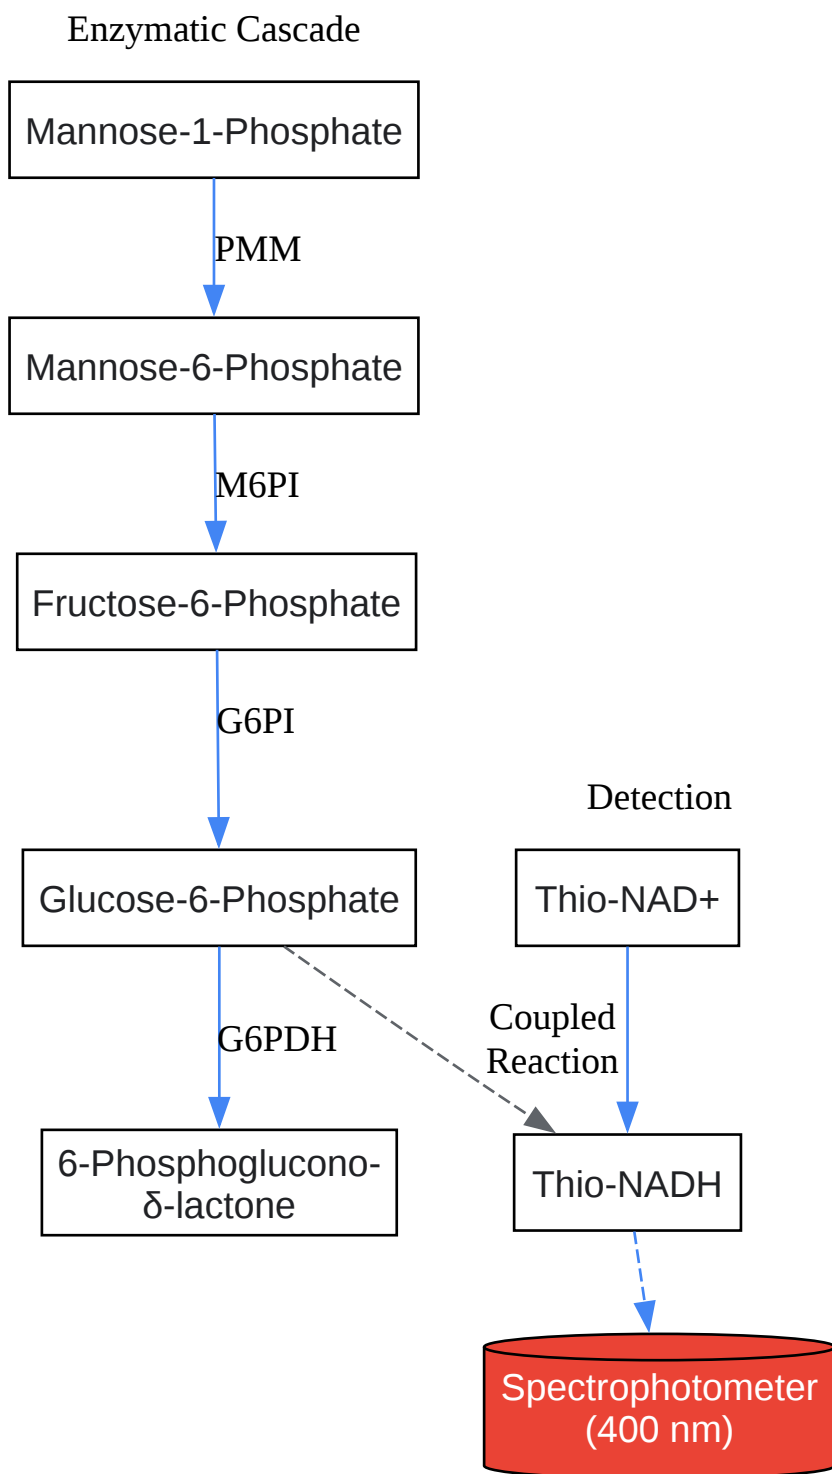 Enzymatic Cascade
Mannose-1-Phosphate
PMM
Mannose-6-Phosphate
M6PI
Fructose-6-Phosphate
G6PI
Glucose-6-Phosphate
G6PDH
6-Phosphoglucono-
δ-lactone
Detection
Thio-NAD+
Coupled
Reaction
Thio-NADH
Spectrophotometer
(400 nm)